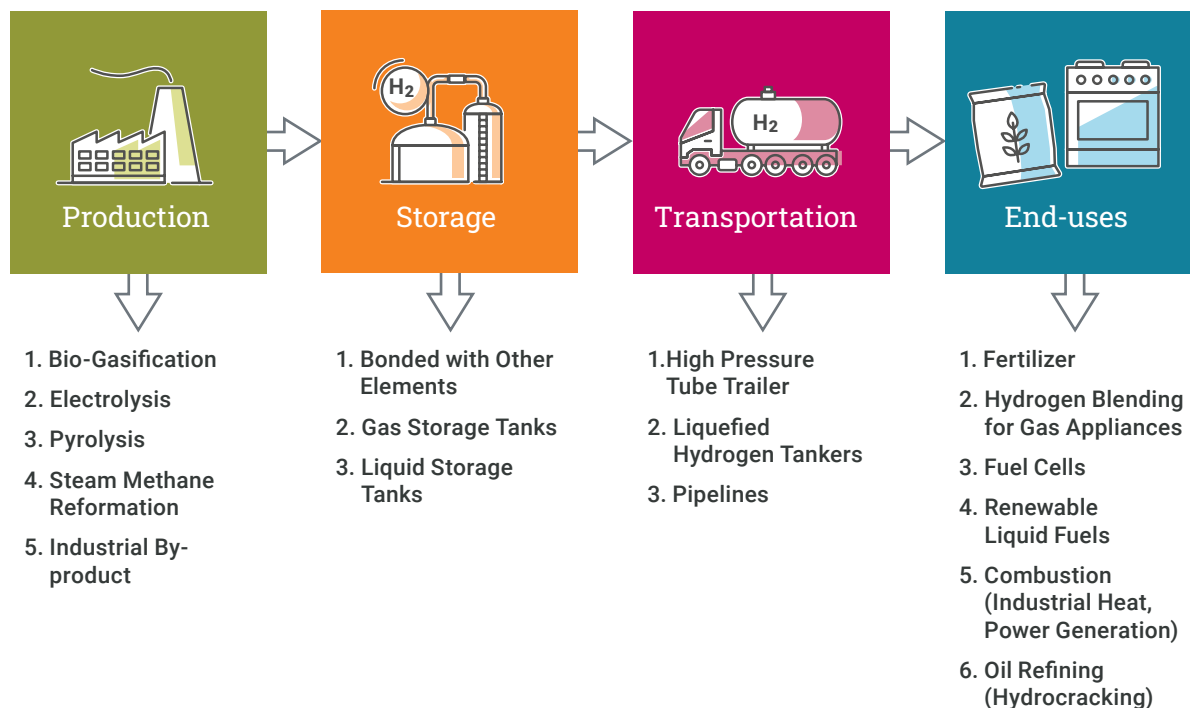 H2
H2
Production
Storage
Transportation
End-uses
1. Bio-Gasification
2. Electrolysis
3. Pyrolysis
4. Steam Methane
Reformation
5. Industrial By-
product
1. Bonded with Other
Elements
2. Gas Storage Tanks
3. Liquid Storage
Tanks
1.High Pressure
Tube Trailer
2. Liquefied
Hydrogen Tankers
3. Pipelines
1. Fertilizer
2. Hydrogen Blending
for Gas Appliances
3. Fuel Cells
4. Renewable
Liquid Fuels
5. Combustion
(Industrial Heat,
Power Generation)
6. Oil Refining
(Hydrocracking)